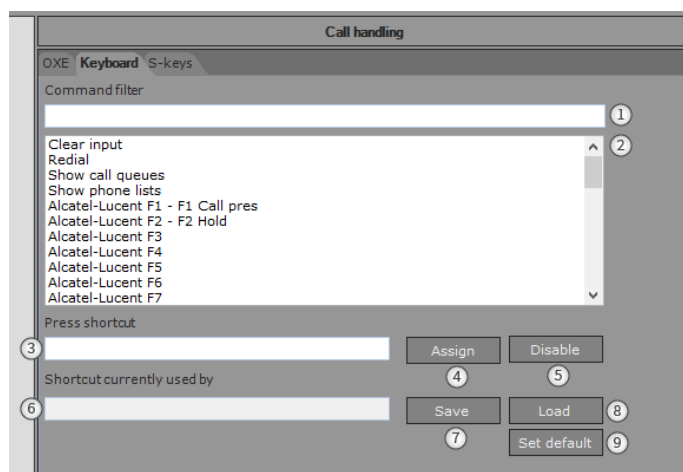 Call handling
OXE Keyboard S-keys
Command filter
1
Clear input
2
Redial
Show call queues
Show phone lists
Alcatel-Lucent F1 - F1 Call pres
Alcatel-Lucent F2 - F2 Hold
Alcatel-Lucent F3
Alcatel-Lucent F4
Alcatel-Lucent F5
Alcatel-Lucent F6
Alcatel-Lucent F7
Press shortcut
3 Assign Disable
Shortcut currently used by 4 5
6 Save Load 8
7 Set default 9